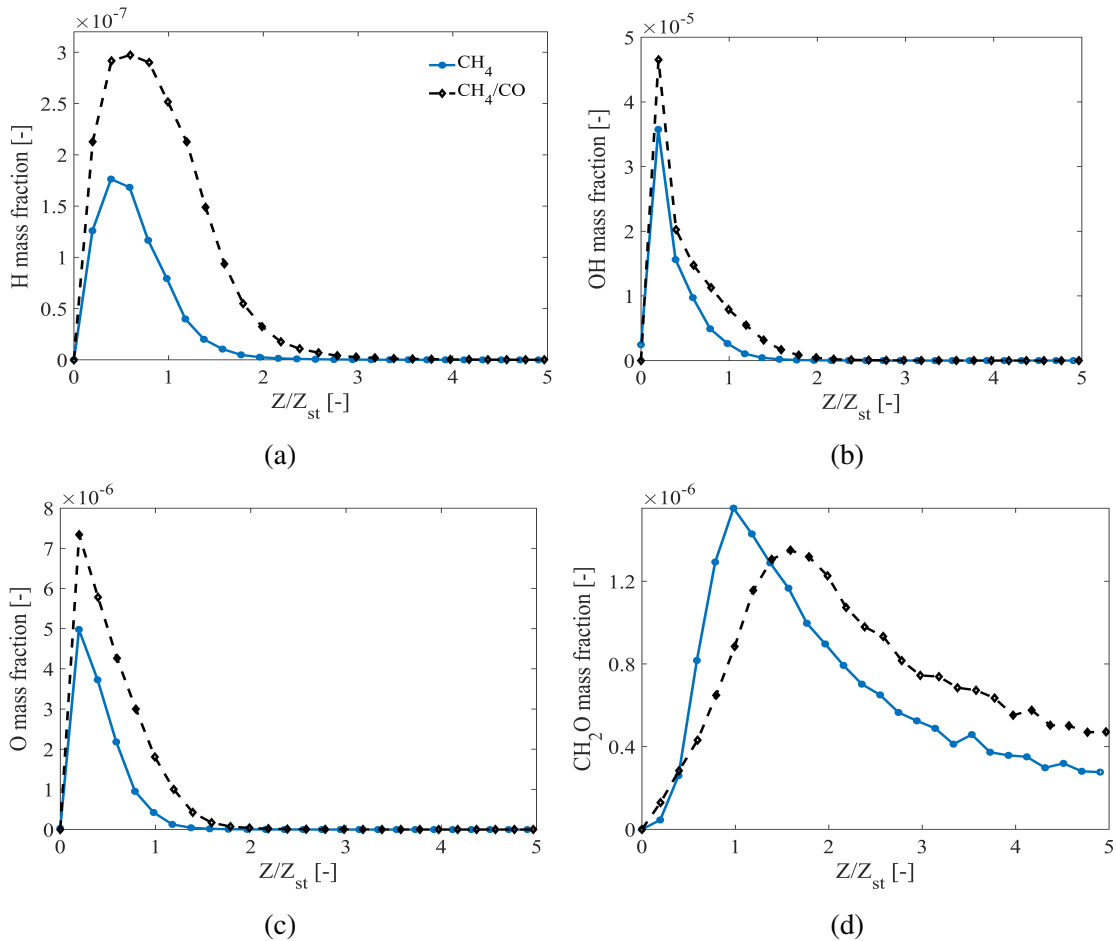 ×10⁻⁷
3
2.5
2
1.5
1
0.5
0
H mass fraction [-]
CH₄
CH₄/CO
0 1 2 3 4 5
Z/Zₛₜ [-]
(a)
×10⁻⁵
5
4
3
2
1
0
OH mass fraction [-]
0 1 2 3 4 5
Z/Zₛₜ [-]
(b)
×10⁻⁶
8
7
6
5
4
3
2
1
0
O mass fraction [-]
0 1 2 3 4 5
Z/Zₛₜ [-]
(c)
×10⁻⁶
1.2
0.8
0.4
0
CH₂O mass fraction [-]
0 1 2 3 4 5
Z/Zₛₜ [-]
(d)